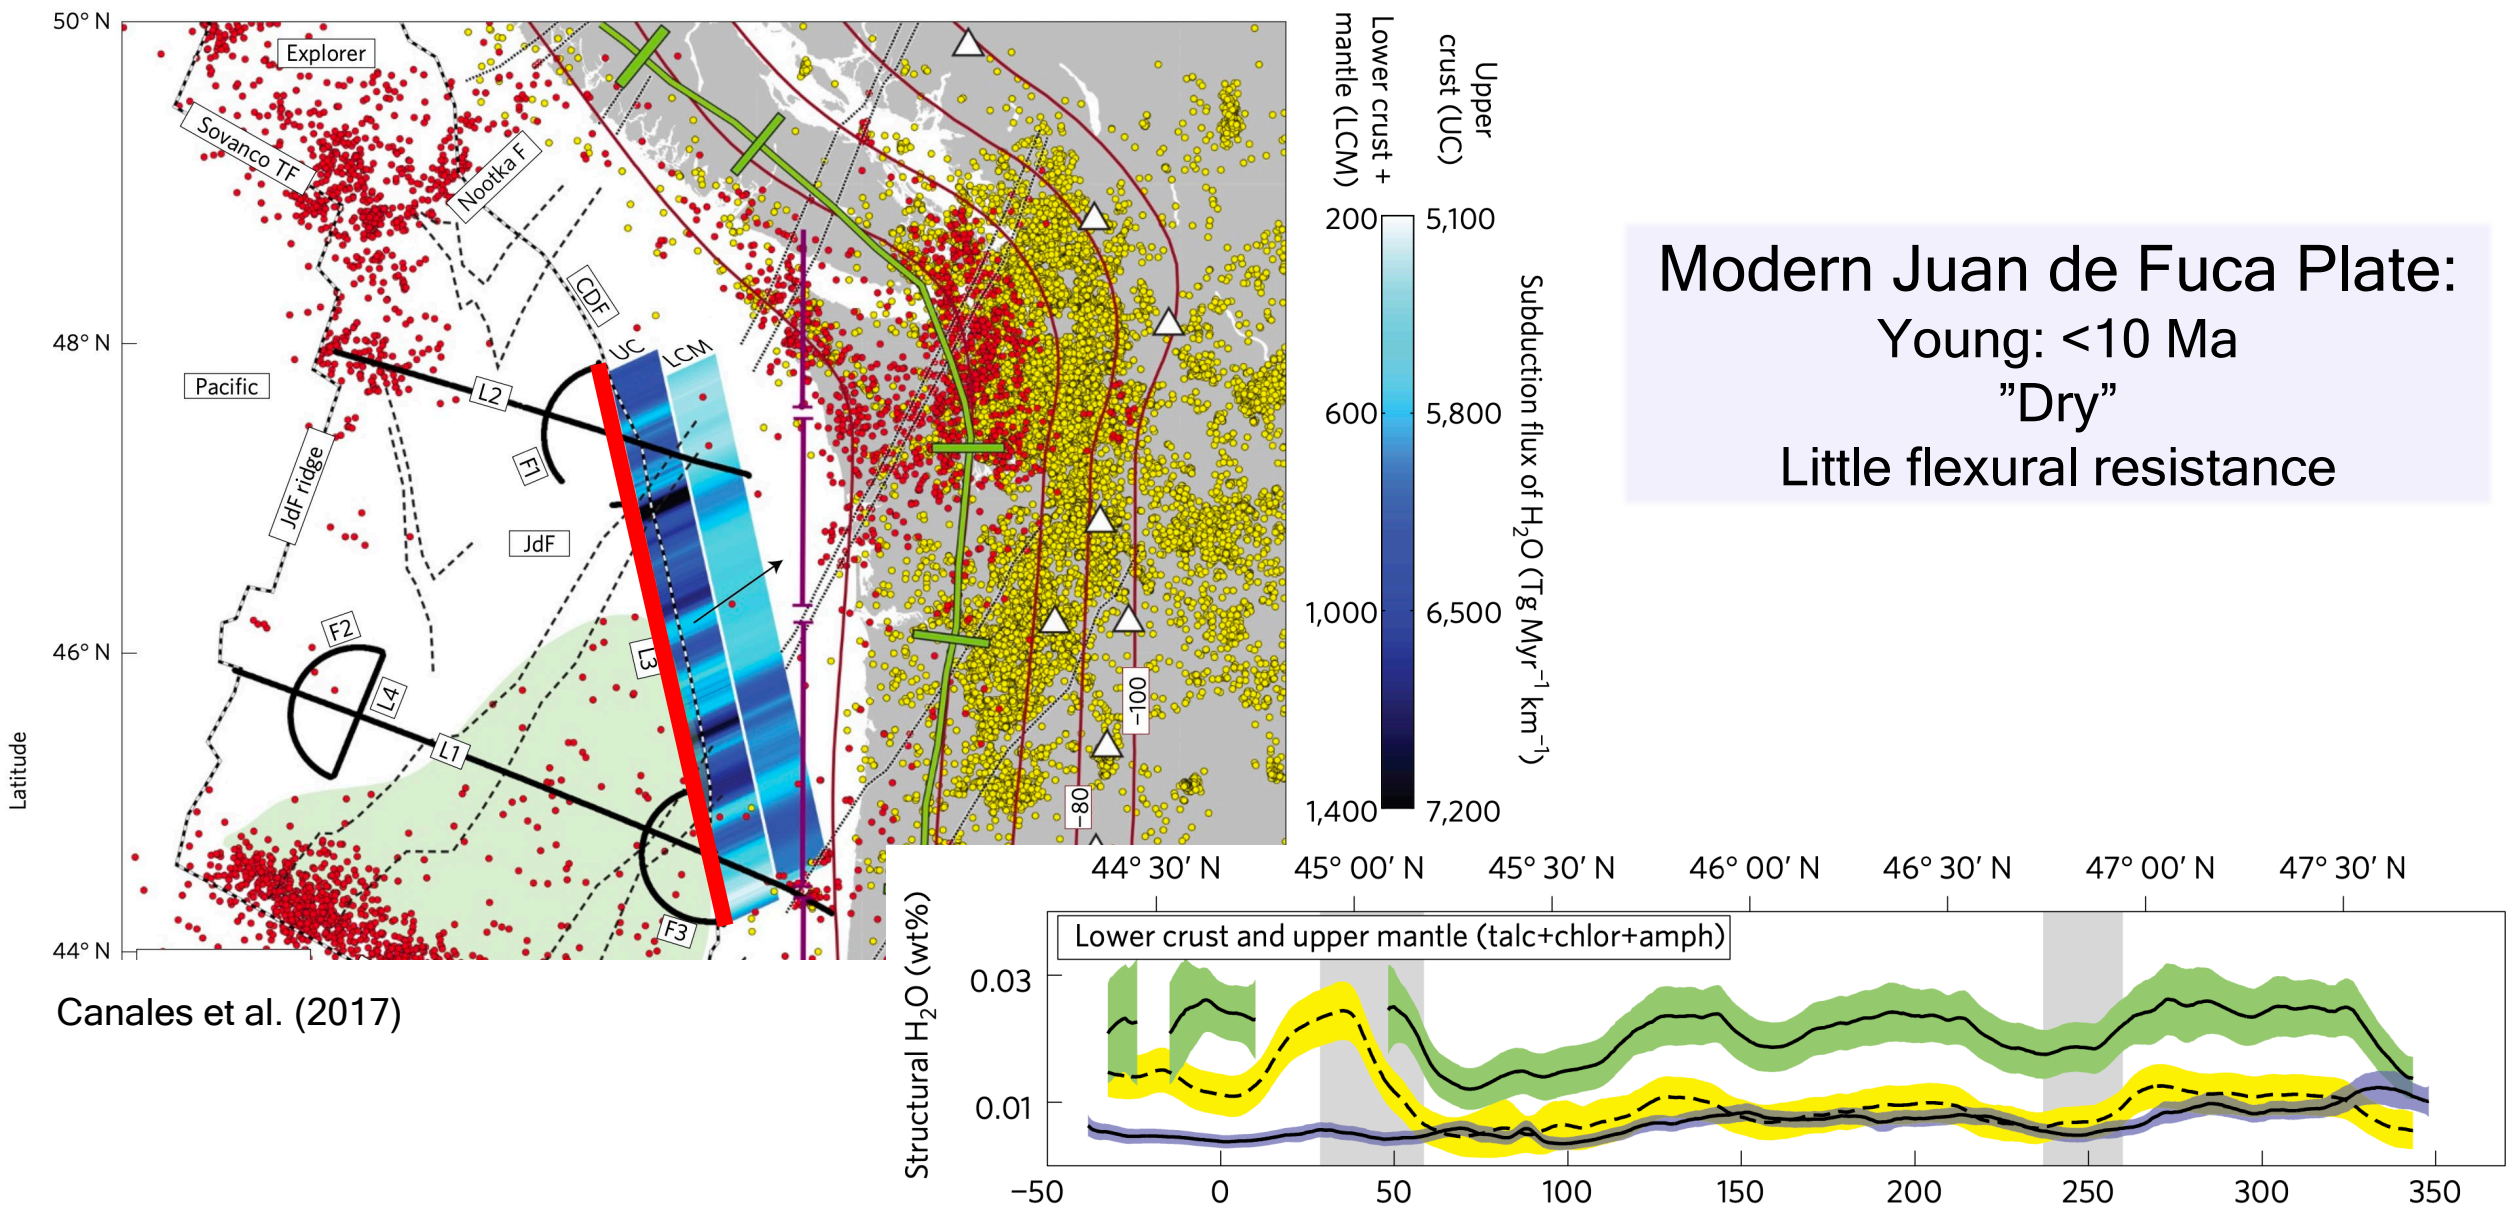 50° N
48° N
46° N
44° N
Latitude
Explorer
Sovanco TF
Nootka F
CDF
UC
LCM
Pacific
L2
F1
JdF ridge
JdF
F2
L4
L3
L1
F3
−100
−80
Lower crust +
mantle (LCM)
Upper
crust (UC)
200
5,100
600
5,800
1,000
6,500
1,400
7,200
Subduction flux of H₂O (Tg Myr⁻¹ km⁻¹)
Modern Juan de Fuca Plate:
Young: <10 Ma
”Dry”
Little flexural resistance
Canales et al. (2017)
44° 30′ N
45° 00′ N
45° 30′ N
46° 00′ N
46° 30′ N
47° 00′ N
47° 30′ N
Lower crust and upper mantle (talc+chlor+amph)
Structural H₂O (wt%)
0.03
0.01
−50
0
50
100
150
200
250
300
350